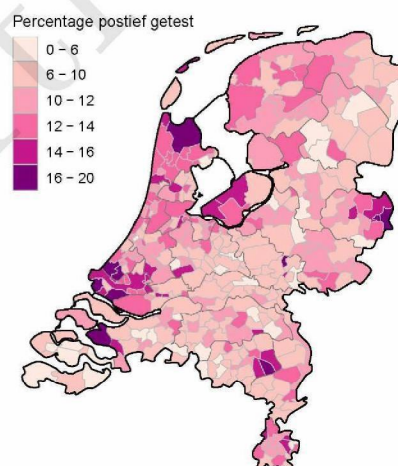 Percentage postief getest
0 – 6
6 – 10
10 – 12
12 – 14
14 – 16
16 – 20